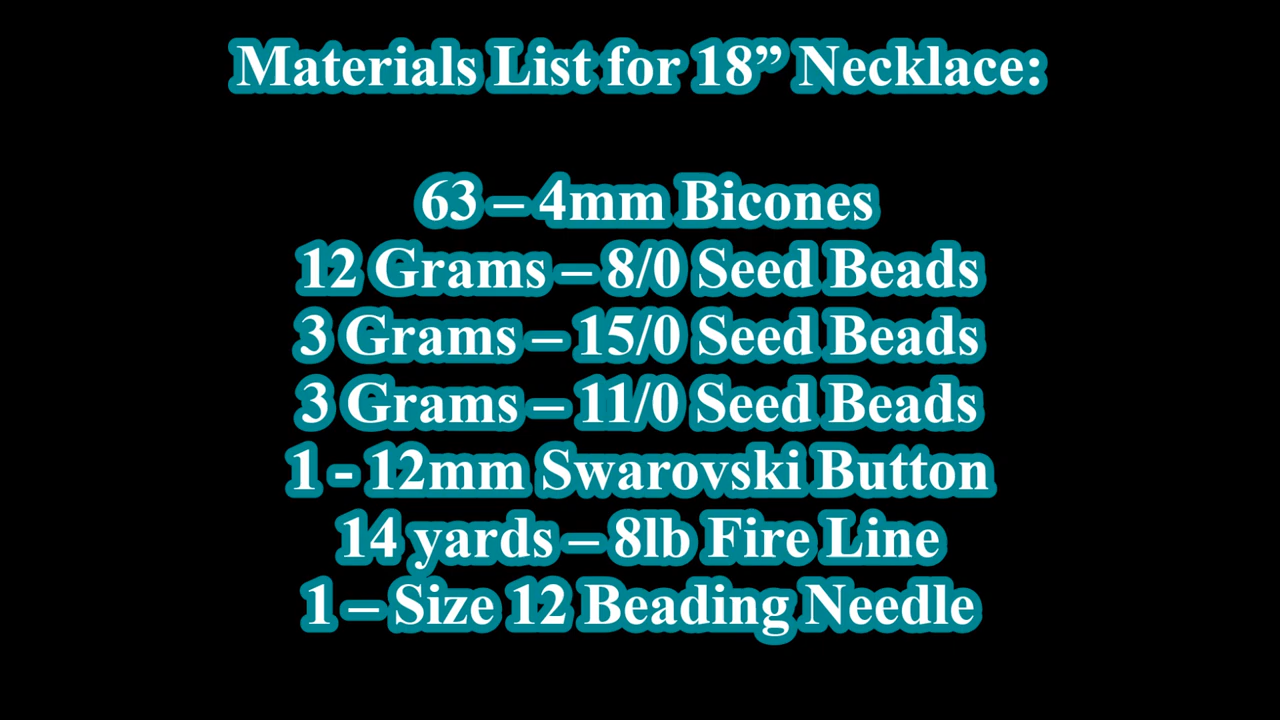 Materials List for 18” Necklace:
63 – 4mm Bicones
12 Grams – 8/0 Seed Beads
3 Grams – 15/0 Seed Beads
3 Grams – 11/0 Seed Beads
1 - 12mm Swarovski Button
14 yards – 8lb Fire Line
1 – Size 12 Beading Needle